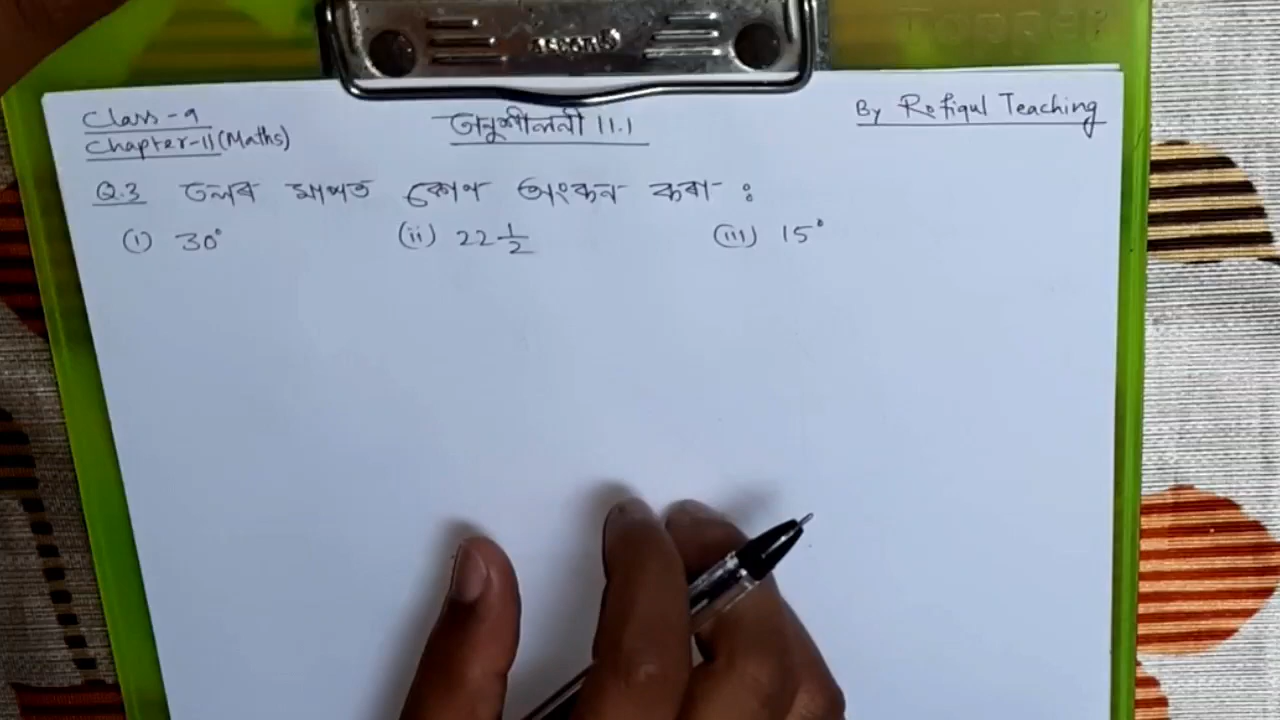 Class-9
Chapter-11 (Maths)
অনুশীলনী 11.1
By Rofiqul Teaching
Q.3 তলৰ মাপত কোণ অংকন কৰা :
(i) 30° (ii) 22 1/2 (iii) 15°